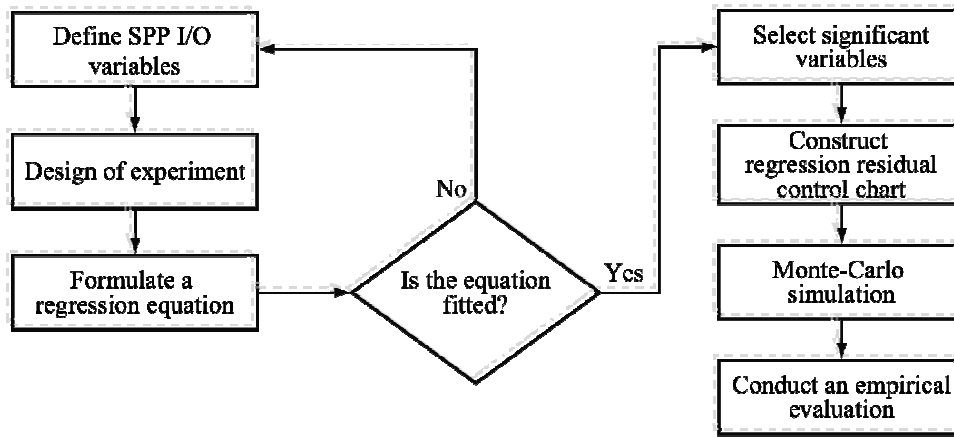 Define SPP I/O
variables
Design of experiment
Formulate a
regression equation
No
Is the equation
fitted?
Yes
Select significant
variables
Construct
regression residual
control chart
Monte-Carlo
simulation
Conduct an empirical
evaluation